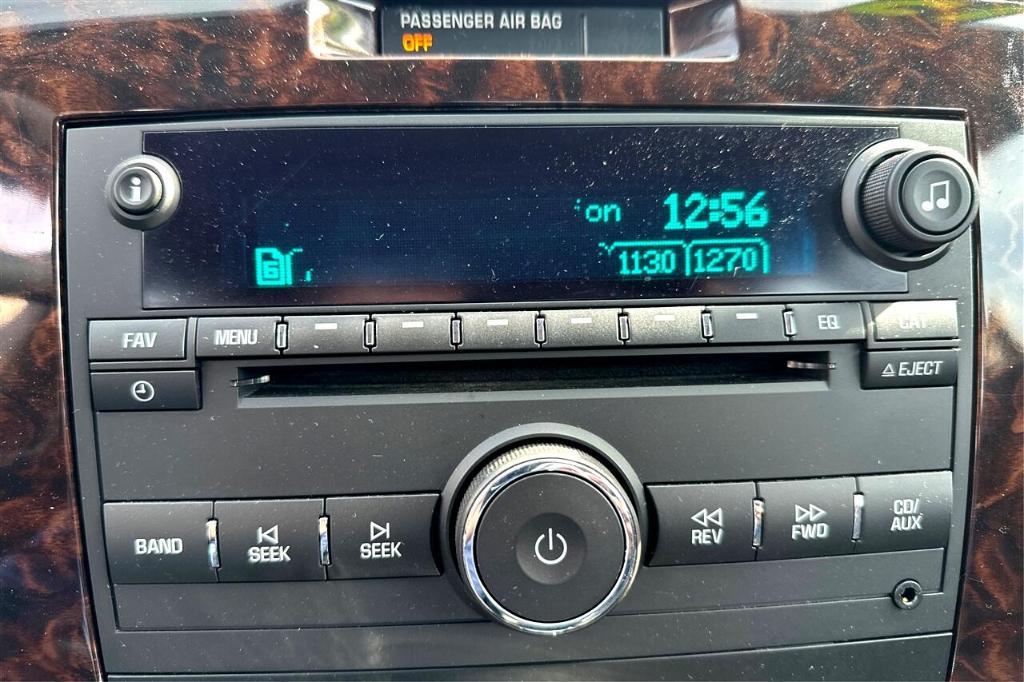 PASSENGER AIR BAG
OFF
i
on 12:56
6 1130 1270
FAV MENU EQ CAT
EJECT
BAND SEEK SEEK REV FWD CD/
AUX